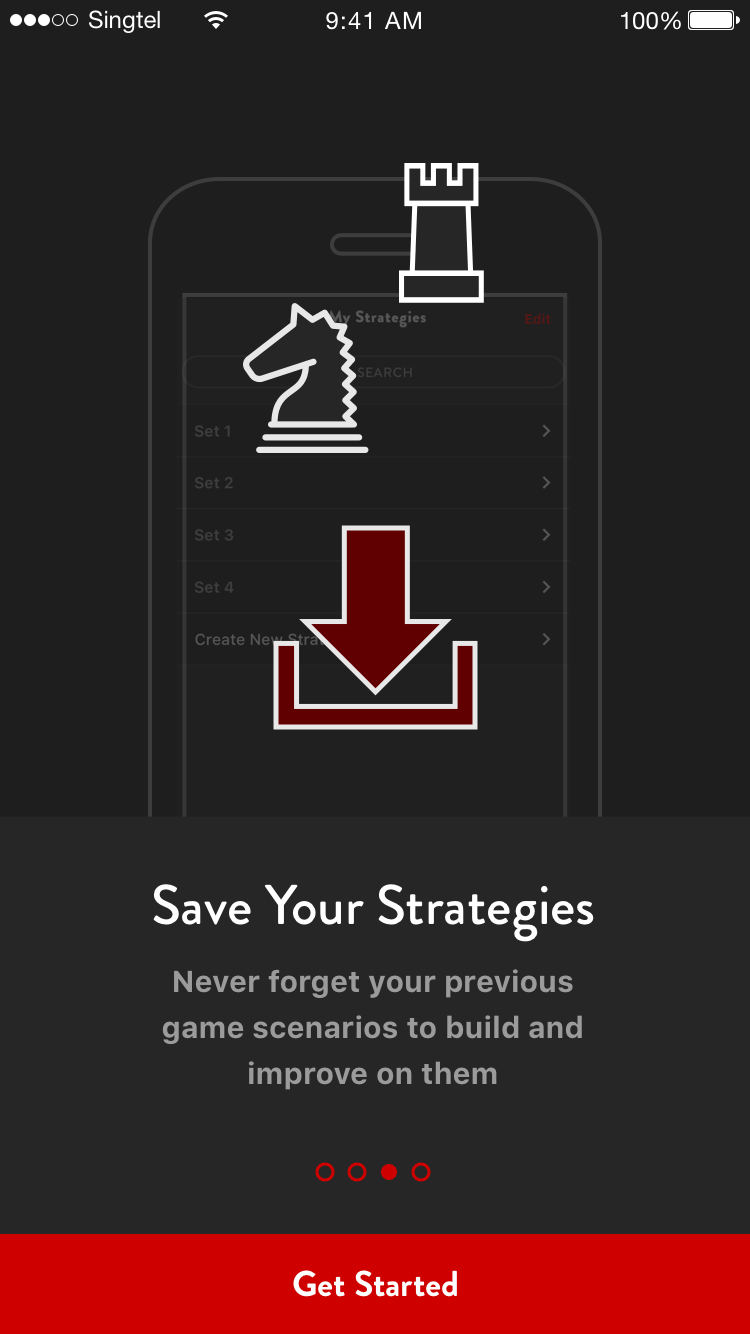 Singtel 9:41 AM 100%
My Strategies Edit
SEARCH
Set 1
Set 2
Set 3
Set 4
Create New Stra
Save Your Strategies
Never forget your previous
game scenarios to build and
improve on them
Get Started